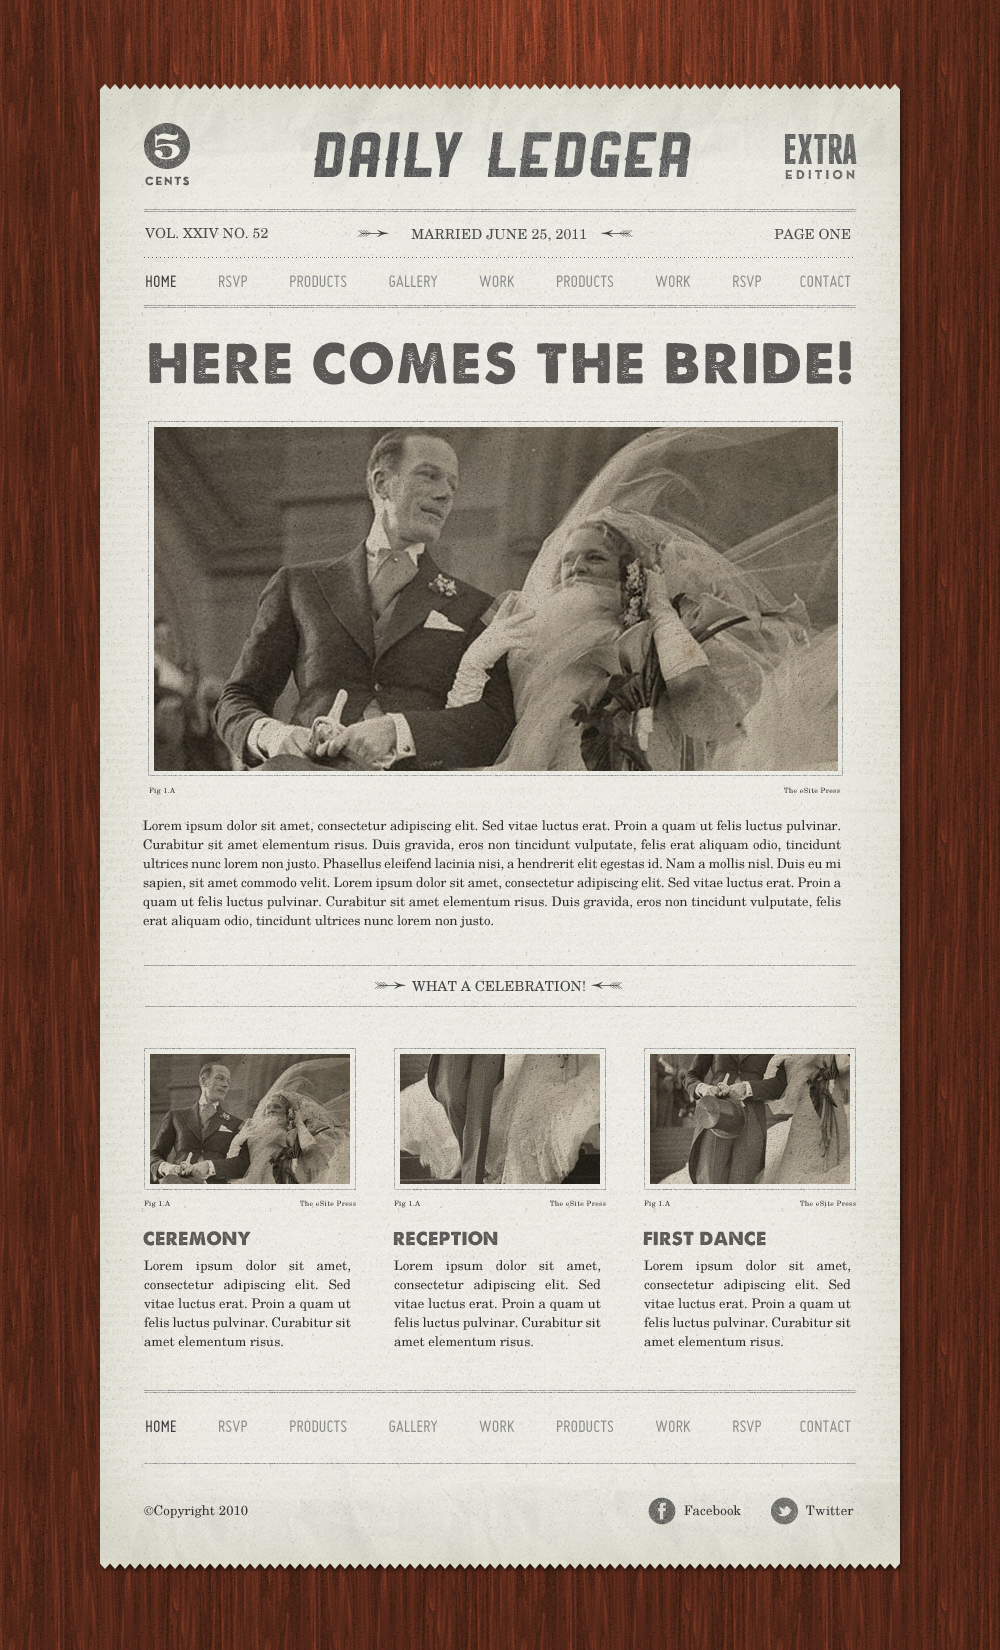 5
CENTS
DAILY LEDGER
EXTRA
EDITION
VOL. XXIV NO. 52
MARRIED JUNE 25, 2011
PAGE ONE
HOME RSVP PRODUCTS GALLERY WORK PRODUCTS WORK RSVP CONTACT
HERE COMES THE BRIDE!
Fig 1.A
The eSite Press
Lorem ipsum dolor sit amet, consectetur adipiscing elit. Sed vitae luctus erat. Proin a quam ut felis luctus pulvinar.
Curabitur sit amet elementum risus. Duis gravida, eros non tincidunt vulputate, felis erat aliquam odio, tincidunt
ultrices nunc lorem non justo. Phasellus eleifend lacinia nisi, a hendrerit elit egestas id. Nam a mollis nisl. Duis eu mi
sapien, sit amet commodo velit. Lorem ipsum dolor sit amet, consectetur adipiscing elit. Sed vitae luctus erat. Proin a
quam ut felis luctus pulvinar. Curabitur sit amet elementum risus. Duis gravida, eros non tincidunt vulputate, felis
erat aliquam odio, tincidunt ultrices nunc lorem non justo.
WHAT A CELEBRATION!
Fig 1.A
The eSite Press
CEREMONY
Lorem ipsum dolor sit amet,
consectetur adipiscing elit. Sed
vitae luctus erat. Proin a quam ut
felis luctus pulvinar. Curabitur sit
amet elementum risus.
Fig 1.A
The eSite Press
RECEPTION
Lorem ipsum dolor sit amet,
consectetur adipiscing elit. Sed
vitae luctus erat. Proin a quam ut
felis luctus pulvinar. Curabitur sit
amet elementum risus.
Fig 1.A
The eSite Press
FIRST DANCE
Lorem ipsum dolor sit amet,
consectetur adipiscing elit. Sed
vitae luctus erat. Proin a quam ut
felis luctus pulvinar. Curabitur sit
amet elementum risus.
HOME RSVP PRODUCTS GALLERY WORK PRODUCTS WORK RSVP CONTACT
©Copyright 2010
Facebook
Twitter